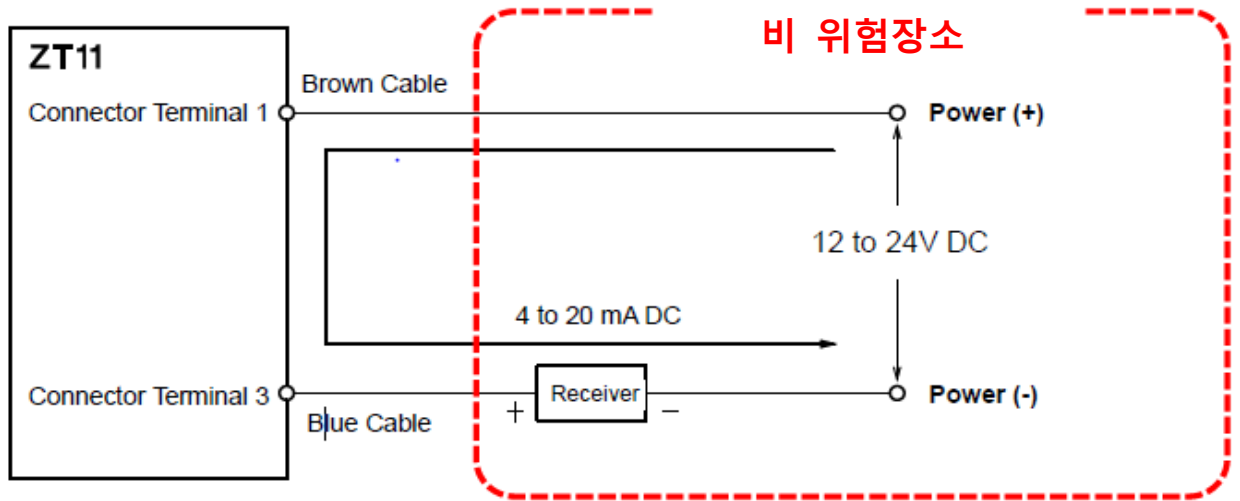 비 위험장소
ZT11
Brown Cable
Connector Terminal 1
Power (+)
12 to 24V DC
4 to 20 mA DC
Connector Terminal 3
+
Receiver
−
Power (-)
Blue Cable